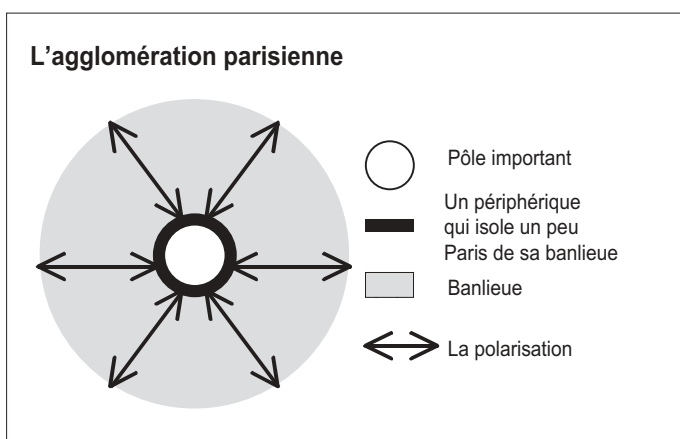 L’agglomération parisienne
Pôle important
Un périphérique
qui isole un peu
Paris de sa banlieue
Banlieue
La polarisation